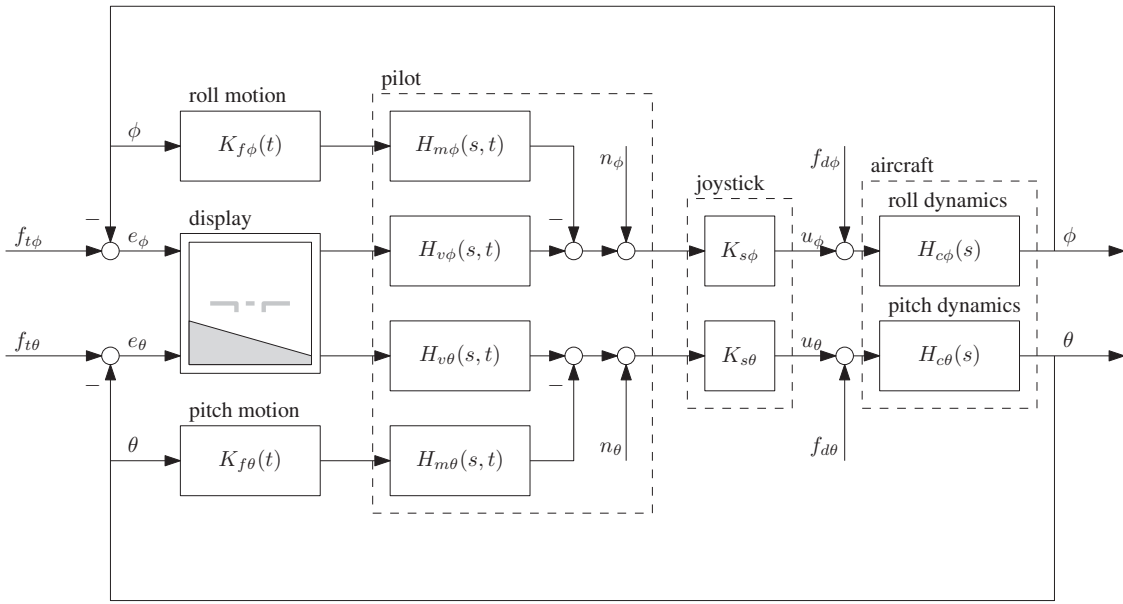 pilot
roll motion
ϕ
K_{fϕ}(t)
H_{mϕ}(s, t)
n_ϕ
f_{dϕ}
joystick
aircraft
roll dynamics
−
−
display
f_{tϕ}
e_ϕ
H_{vϕ}(s, t)
K_{sϕ}
u_ϕ
H_{cϕ}(s)
ϕ
pitch dynamics
f_{tθ}
e_θ
H_{vθ}(s, t)
K_{sθ}
u_θ
H_{cθ}(s)
θ
−
−
pitch motion
θ
K_{fθ}(t)
H_{mθ}(s, t)
n_θ
f_{dθ}